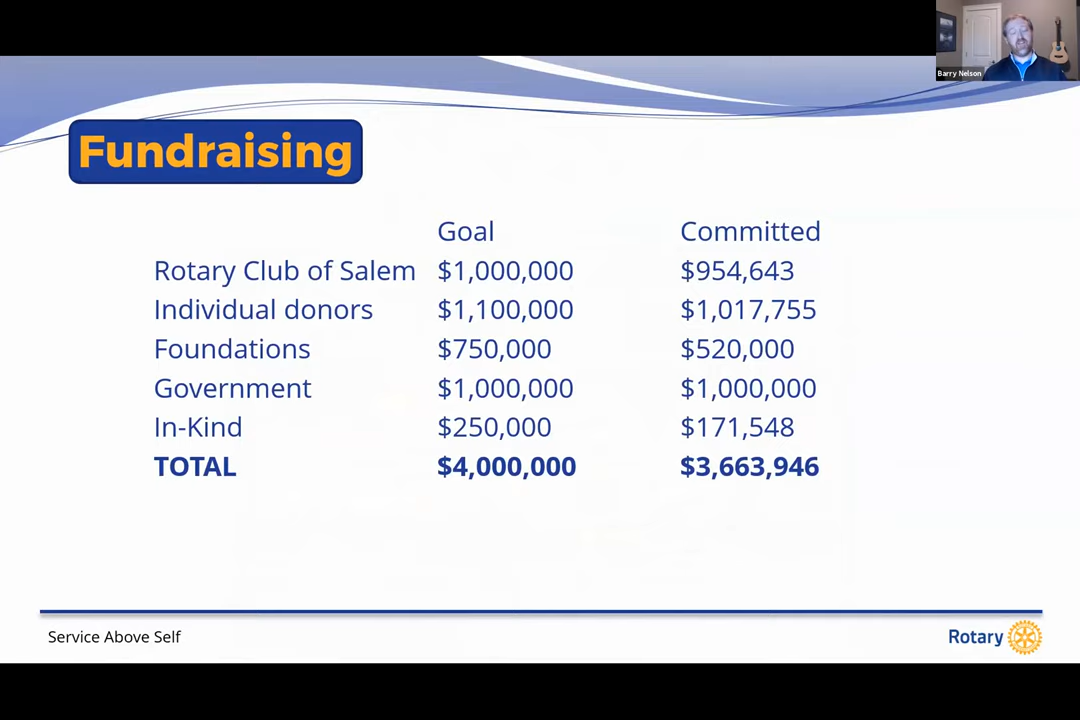 Barry Nelson
Fundraising
Goal Committed
Rotary Club of Salem $1,000,000 $954,643
Individual donors $1,100,000 $1,017,755
Foundations $750,000 $520,000
Government $1,000,000 $1,000,000
In-Kind $250,000 $171,548
TOTAL $4,000,000 $3,663,946
Service Above Self
Rotary